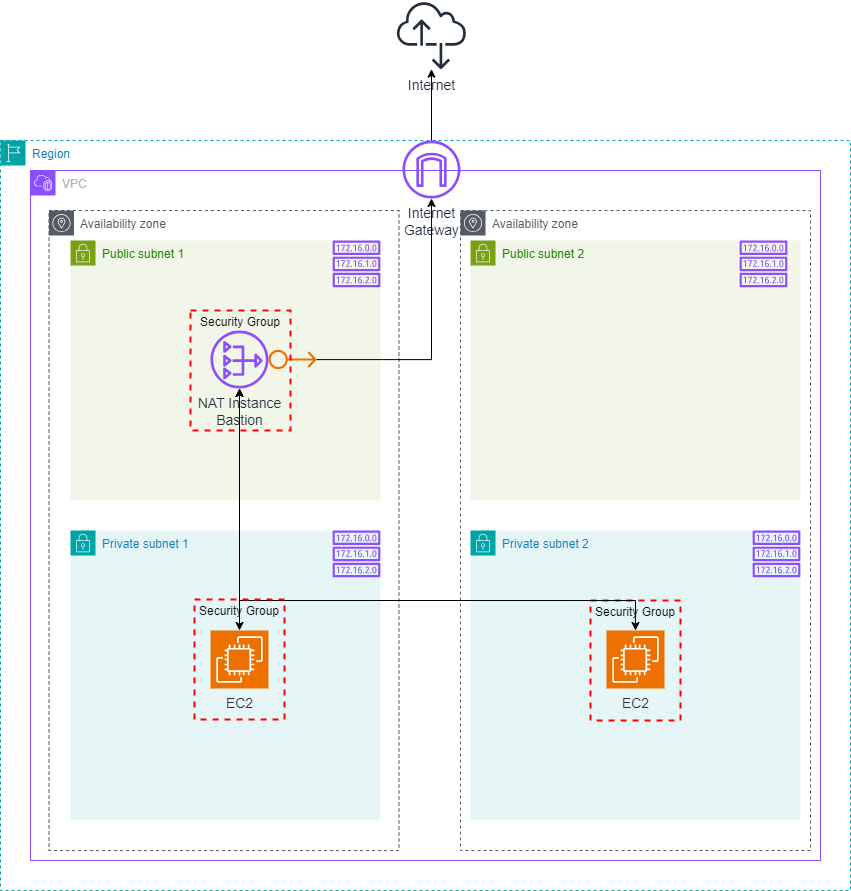 Internet
Region
VPC
Internet
Gateway
Availability zone
Availability zone
Public subnet 1
172.16.0.0
172.16.1.0
172.16.2.0
Public subnet 2
172.16.0.0
172.16.1.0
172.16.2.0
Security Group
NAT Instance
Bastion
Private subnet 1
172.16.0.0
172.16.1.0
172.16.2.0
Private subnet 2
172.16.0.0
172.16.1.0
172.16.2.0
Security Group
EC2
Security Group
EC2